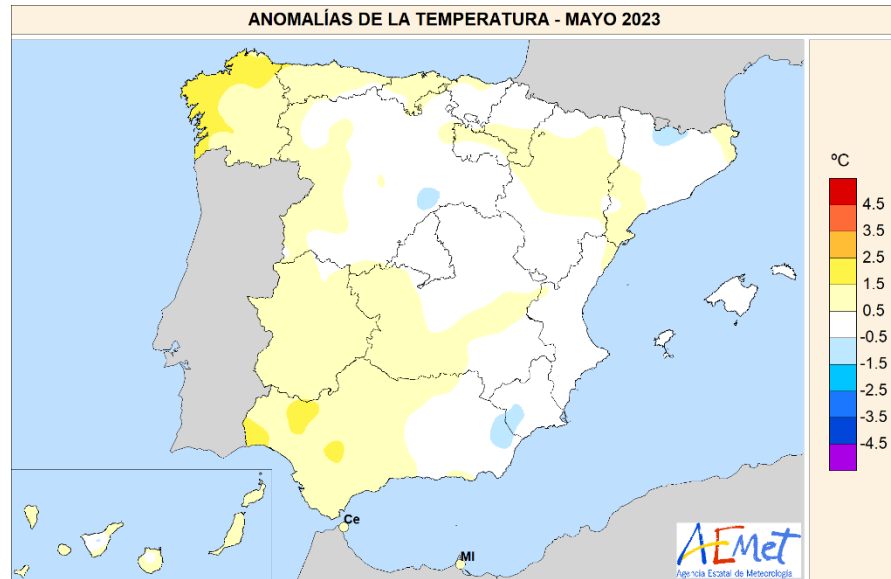 ANOMALÍAS DE LA TEMPERATURA - MAYO 2023
ºC
4.5
3.5
2.5
1.5
0.5
-0.5
-1.5
-2.5
-3.5
-4.5
Ce
Ml
AEMet
Agencia Estatal de Meteorología